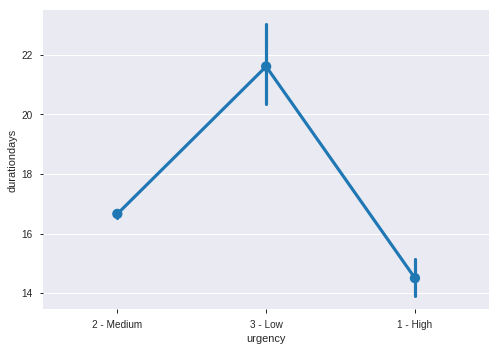 22
20
18
16
14
durationdays
2 - Medium
3 - Low
1 - High
urgency